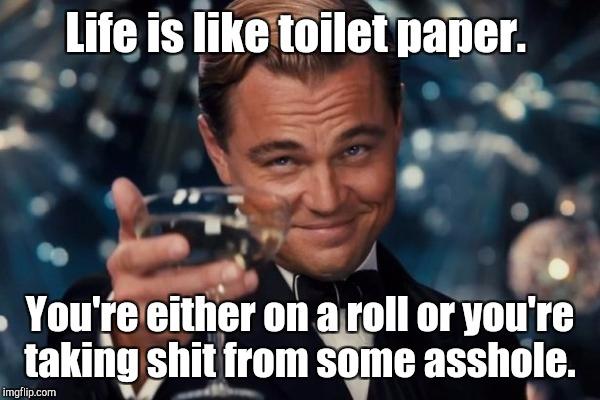 Life is like toilet paper.
You're either on a roll or you're
taking shit from some asshole.
imgflip.com